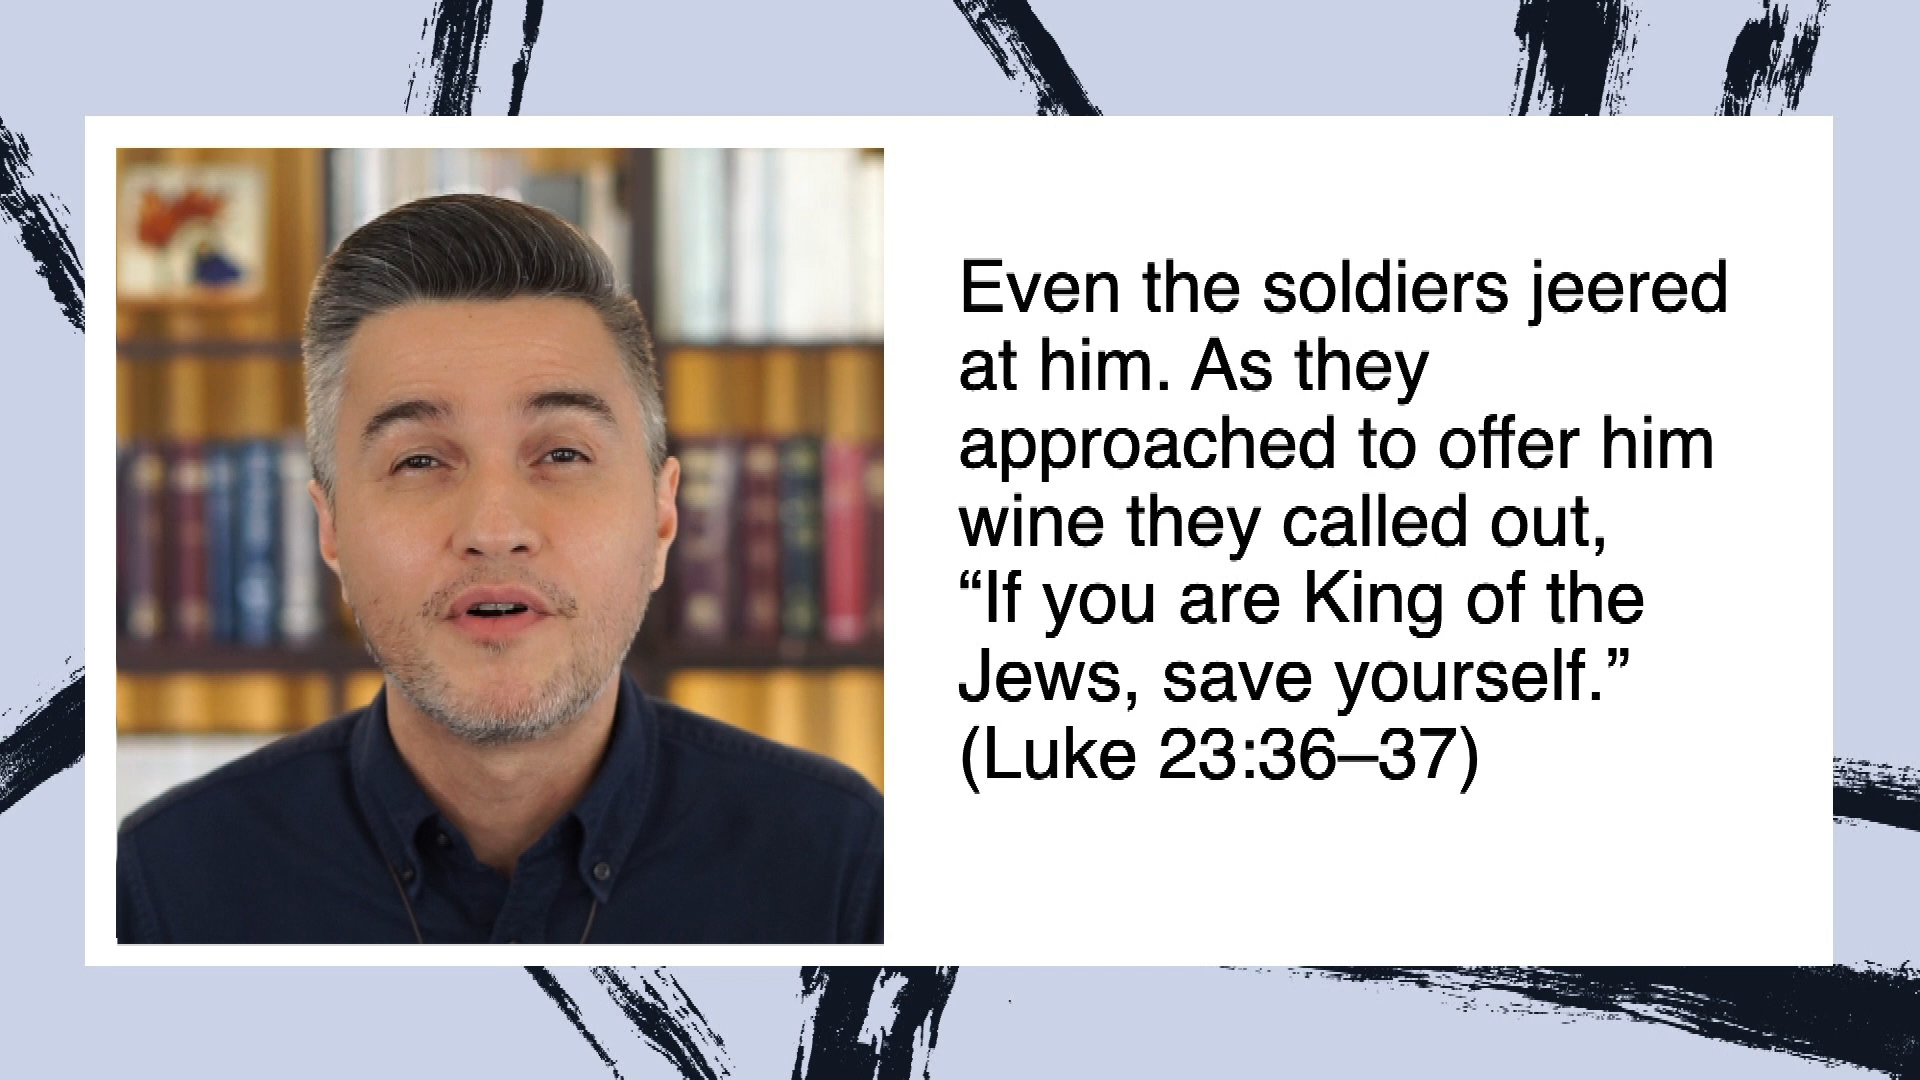 Even the soldiers jeered
at him. As they
approached to offer him
wine they called out,
“If you are King of the
Jews, save yourself.”
(Luke 23:36–37)